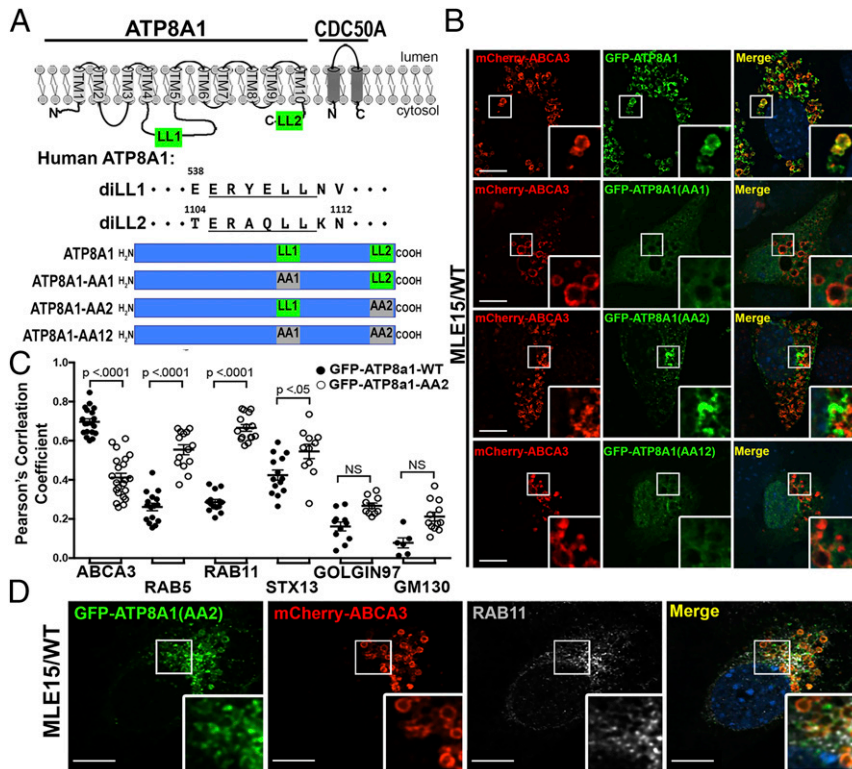 A
ATP8A1 CDC50A
lumen
TM1 TM2 TM3 TM4 TM5 TM6 TM7 TM8 TM9
cytosol
N C LL2 N C
LL1
Human ATP8A1:
538
diLL1 · · · E E R Y E L L N V · · ·
1104 1112
diLL2 · · · T E R A Q L L K N · · ·
ATP8A1 H2N LL1 LL2 COOH
ATP8A1-AA1 H2N AA1 LL2 COOH
ATP8A1-AA2 H2N LL1 AA2 COOH
ATP8A1-AA12 H2N AA1 AA2 COOH
B
MLE15/WT
mCherry-ABCA3 GFP-ATP8A1 Merge
mCherry-ABCA3 GFP-ATP8A1(AA1) Merge
mCherry-ABCA3 GFP-ATP8A1(AA2) Merge
mCherry-ABCA3 GFP-ATP8A1(AA12) Merge
C
Pearson's Corrleation
Coefficient
1.0
0.8
0.6
0.4
0.2
0.0
GFP-ATP8a1-WT
GFP-ATP8a1-AA2
p <.0001 p <.0001 p <.0001 p <.05 NS NS
ABCA3 RAB5 RAB11 STX13 GOLGIN97 GM130
D
MLE15/WT
GFP-ATP8A1(AA2) mCherry-ABCA3 RAB11 Merge